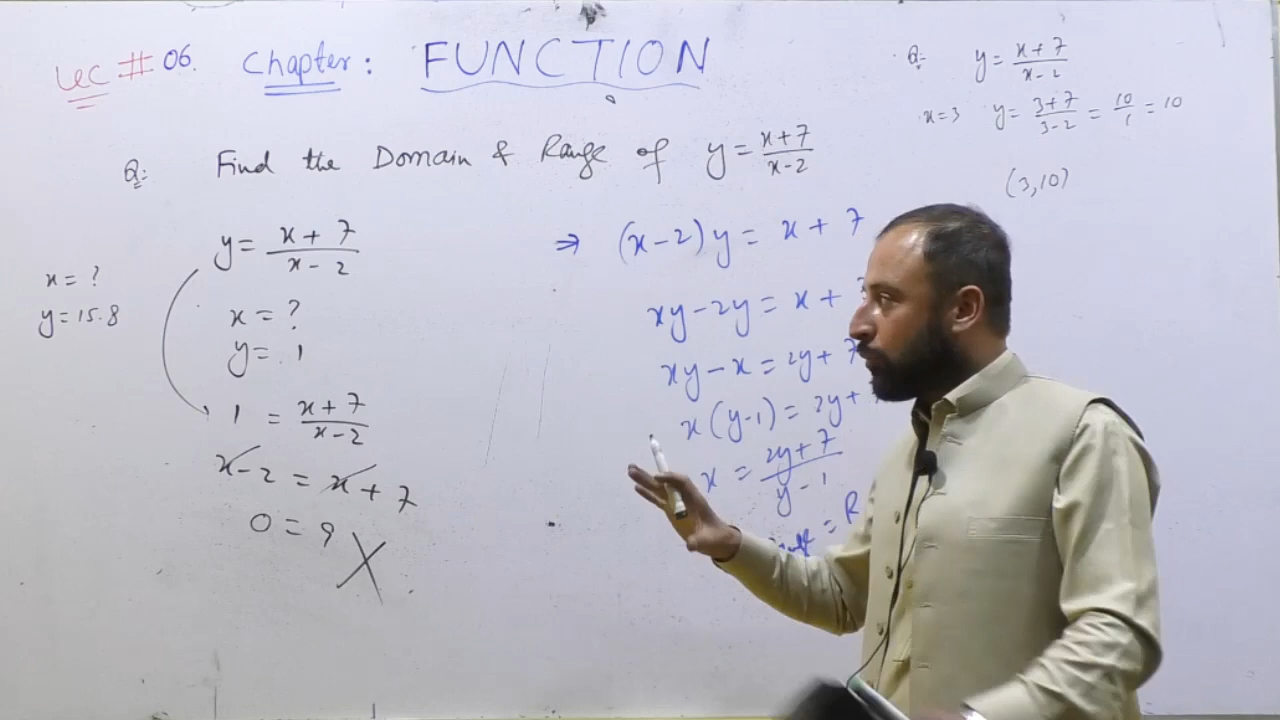 Lec # 06. Chapter: FUNCTION
Q: Find the Domain & Range of y = x+7/x-2
y = x+7/x-2
x = ?
y = 1
1 = x+7/x-2
x-2 = x+7
0 = 9 X
x = ?
y = 15.8
⇒ (x-2)y = x+7
xy-2y = x+
xy-x = 2y+7
x(y-1) = 2y+
x = 2y+7/y-1
= R
Q: y = x+7/x-2
x=3 y = 3+7/3-2 = 10/1 = 10
(3,10)